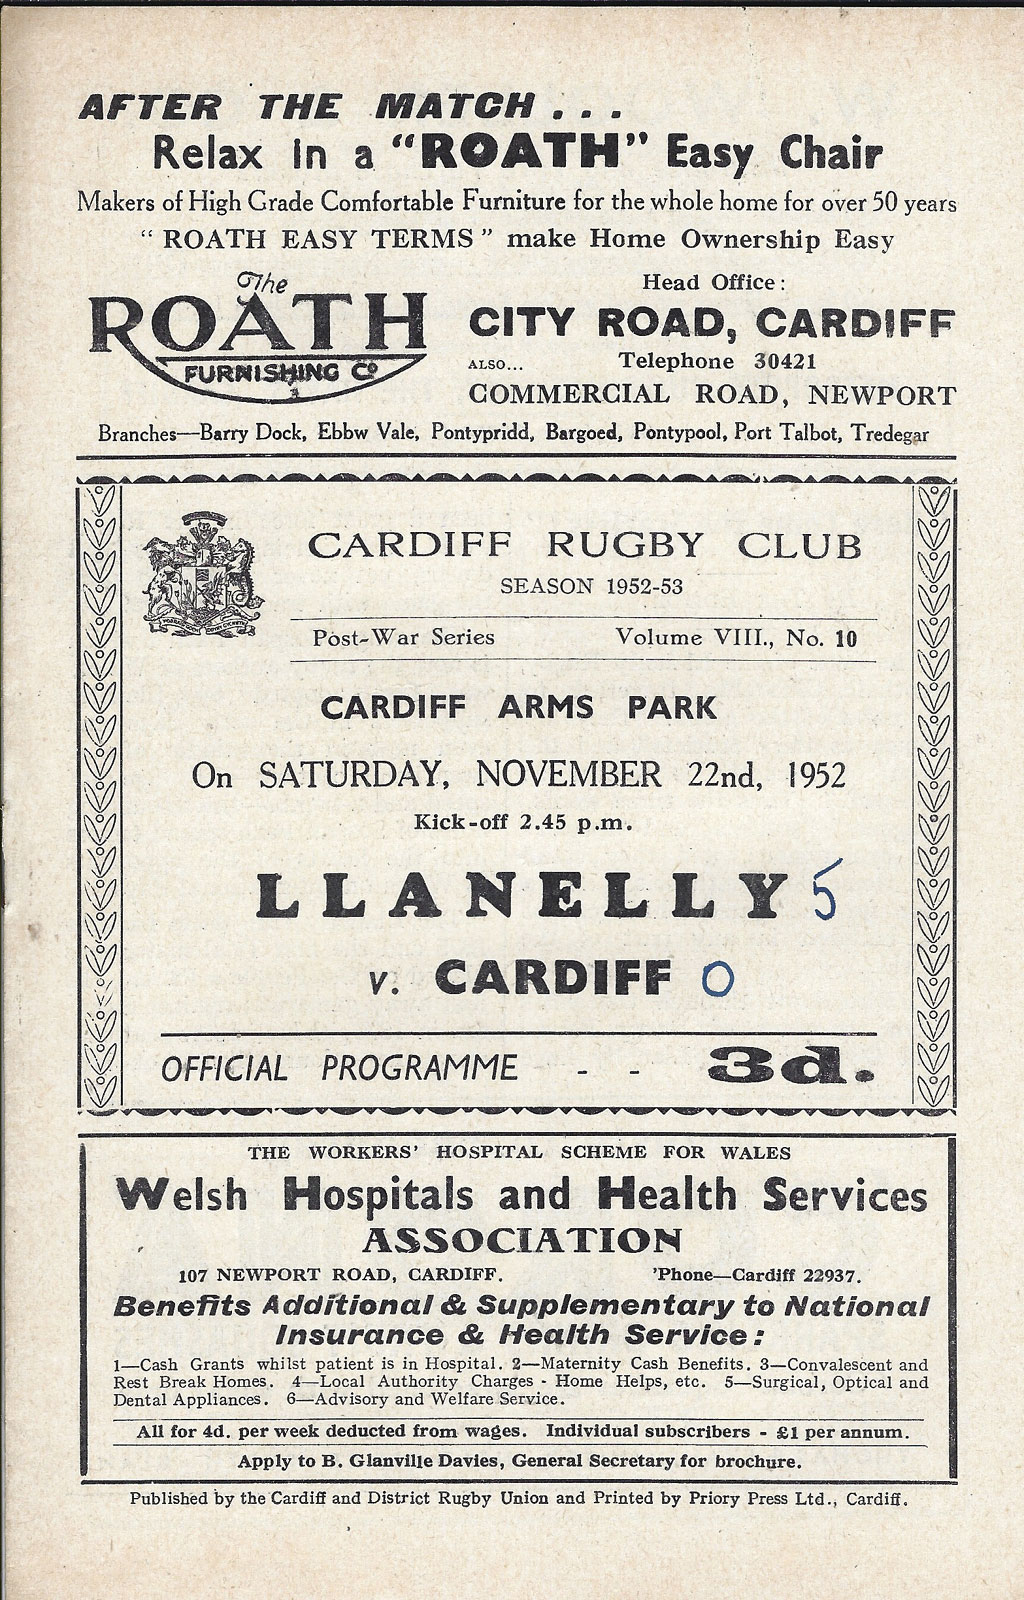 AFTER THE MATCH . . .
Relax in a "ROATH" Easy Chair
Makers of High Grade Comfortable Furniture for the whole home for over 50 years
" ROATH EASY TERMS " make Home Ownership Easy
The
ROATH
FURNISHING Co
Head Office :
CITY ROAD, CARDIFF
ALSO... Telephone 30421
COMMERCIAL ROAD, NEWPORT
Branches—Barry Dock, Ebbw Vale, Pontypridd, Bargoed, Pontypool, Port Talbot, Tredegar
CARDIFF RUGBY CLUB
SEASON 1952-53
Post-War Series Volume VIII., No. 10
CARDIFF ARMS PARK
On SATURDAY, NOVEMBER 22nd, 1952
Kick-off 2.45 p.m.
LLANELLY 5
v. CARDIFF 0
OFFICIAL PROGRAMME - - 3d.
THE WORKERS' HOSPITAL SCHEME FOR WALES
Welsh Hospitals and Health Services
ASSOCIATION
107 NEWPORT ROAD, CARDIFF. 'Phone—Cardiff 22937.
Benefits Additional & Supplementary to National
Insurance & Health Service :
1—Cash Grants whilst patient is in Hospital. 2—Maternity Cash Benefits. 3—Convalescent and
Rest Break Homes. 4—Local Authority Charges - Home Helps, etc. 5—Surgical, Optical and
Dental Appliances. 6—Advisory and Welfare Service.
All for 4d. per week deducted from wages. Individual subscribers - £1 per annum.
Apply to B. Glanville Davies, General Secretary for brochure.
Published by the Cardiff and District Rugby Union and Printed by Priory Press Ltd., Cardiff.